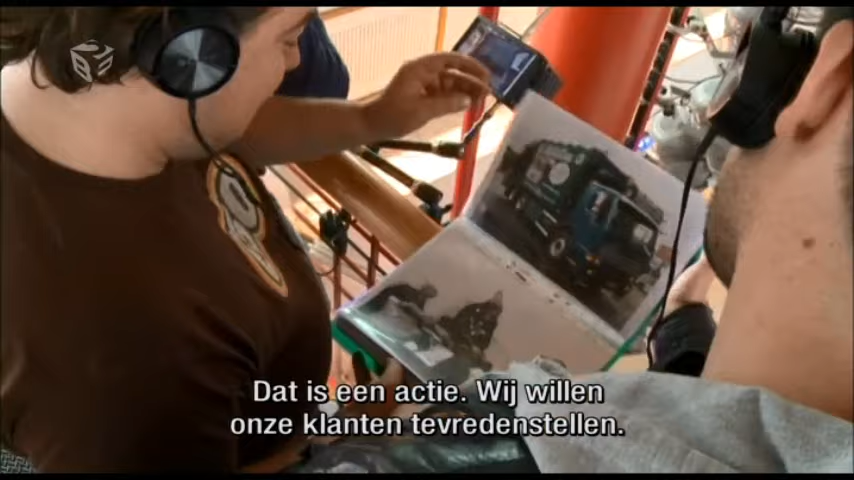 Dat is een actie. Wij willen
onze klanten tevredenstellen.